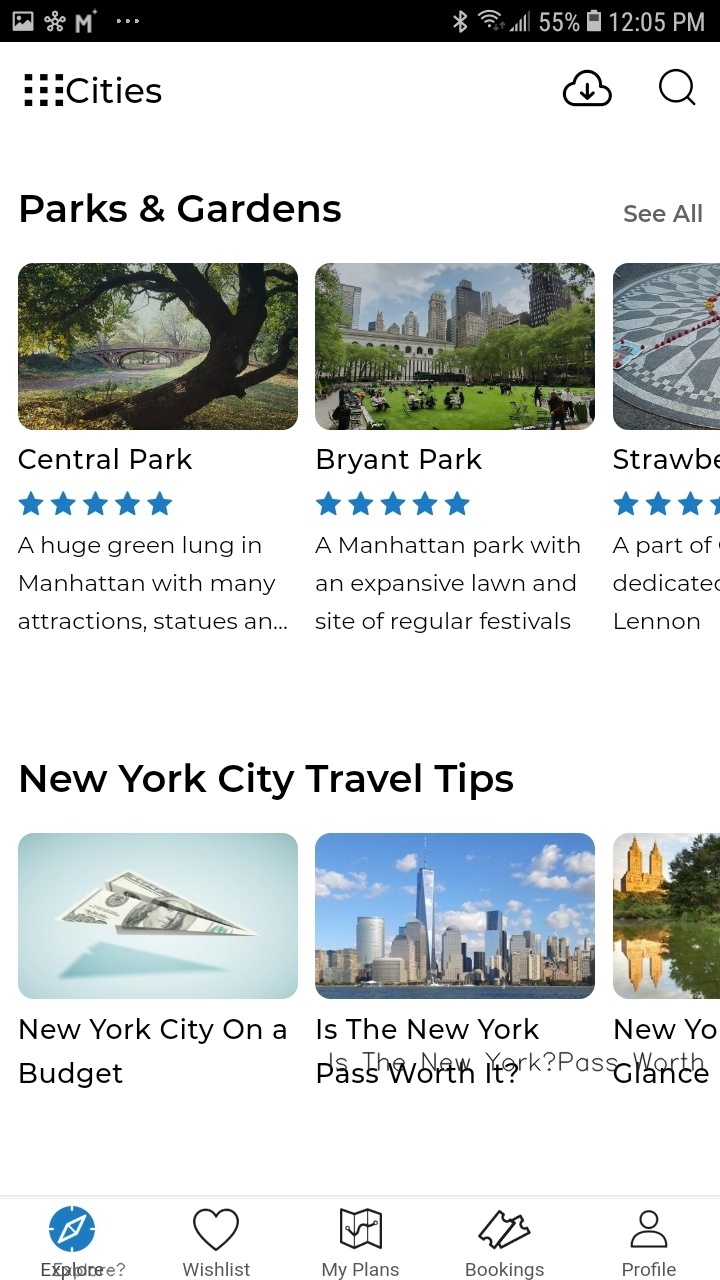 55% 12:05 PM
Cities
Parks & Gardens
See All
Central Park
Bryant Park
Strawbe
A huge green lung in
Manhattan with many
attractions, statues an...
A Manhattan park with
an expansive lawn and
site of regular festivals
A part of
dedicated
Lennon
New York City Travel Tips
New York City On a
Budget
Is The New York
Pass Worth It?
Is The New York?Pass Worth
New Yo
Glance
Explore
Explore?
Wishlist
My Plans
Bookings
Profile